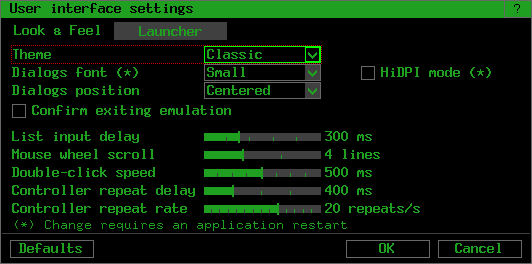 User interface settings ?
Look & Feel Launcher
Theme Classic
Dialogs font (*) Small HiDPI mode (*)
Dialogs position Centered
Confirm exiting emulation
List input delay 300 ms
Mouse wheel scroll 4 lines
Double-click speed 500 ms
Controller repeat delay 400 ms
Controller repeat rate 20 repeats/s
(*) Change requires an application restart
Defaults OK Cancel